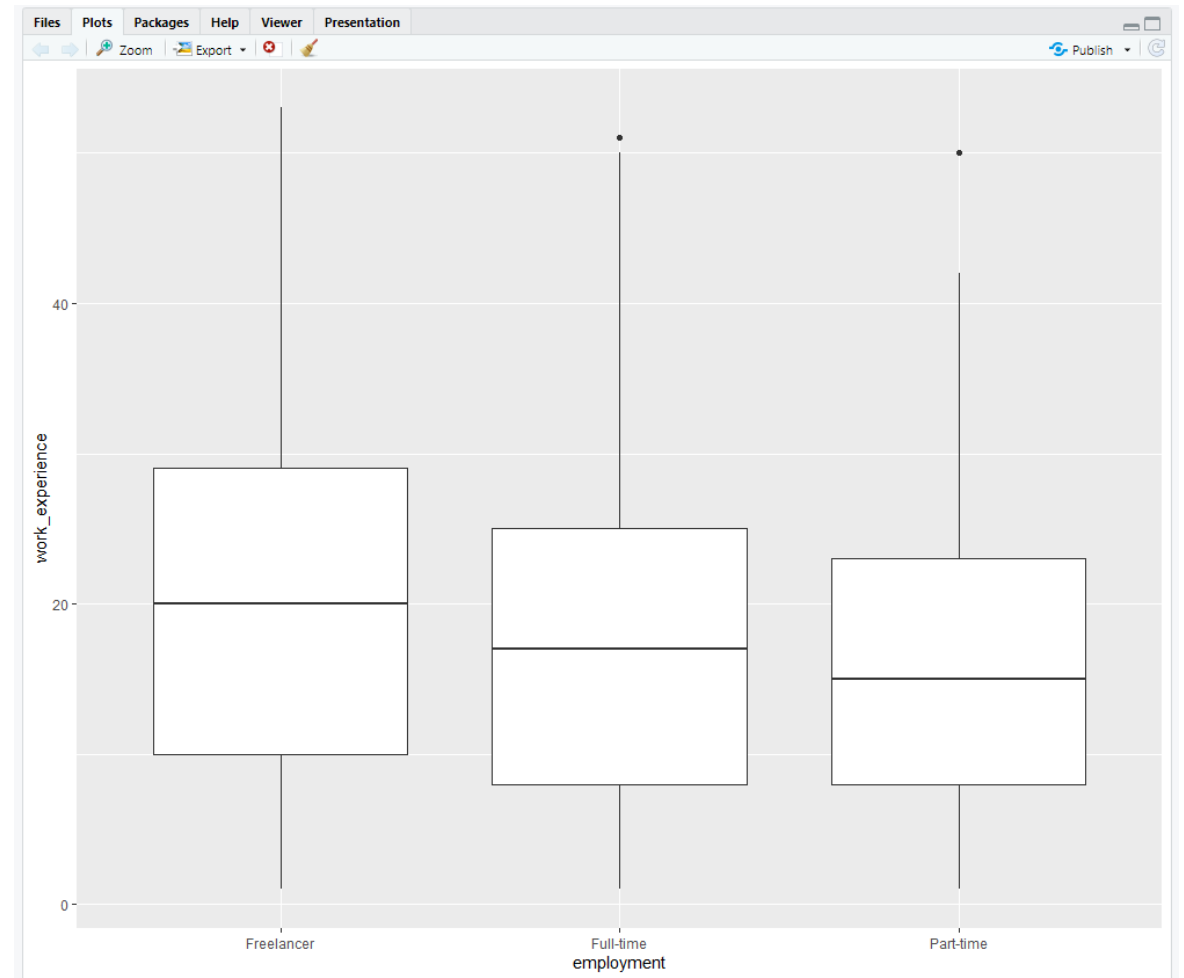 Files Plots Packages Help Viewer Presentation
Zoom Export Publish
40
20
0
work_experience
Freelancer Full-time Part-time
employment